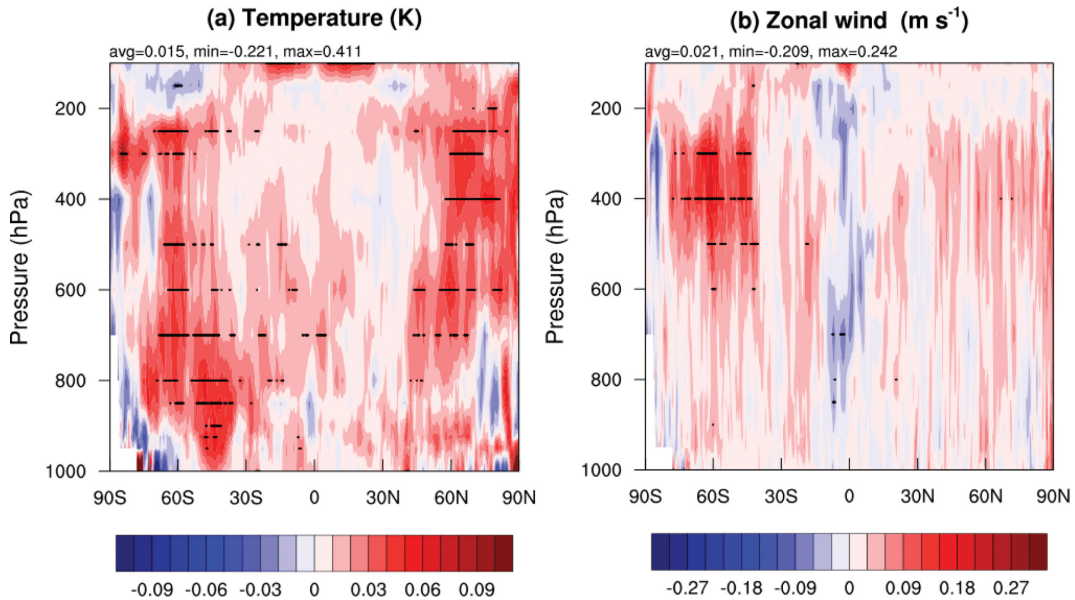 (a) Temperature (K)
avg=0.015, min=-0.221, max=0.411
Pressure (hPa)
200
400
600
800
1000
90S 60S 30S 0 30N 60N 90N
-0.09 -0.06 -0.03 0 0.03 0.06 0.09
(b) Zonal wind (m s⁻¹)
avg=0.021, min=-0.209, max=0.242
Pressure (hPa)
200
400
600
800
1000
90S 60S 30S 0 30N 60N 90N
-0.27 -0.18 -0.09 0 0.09 0.18 0.27